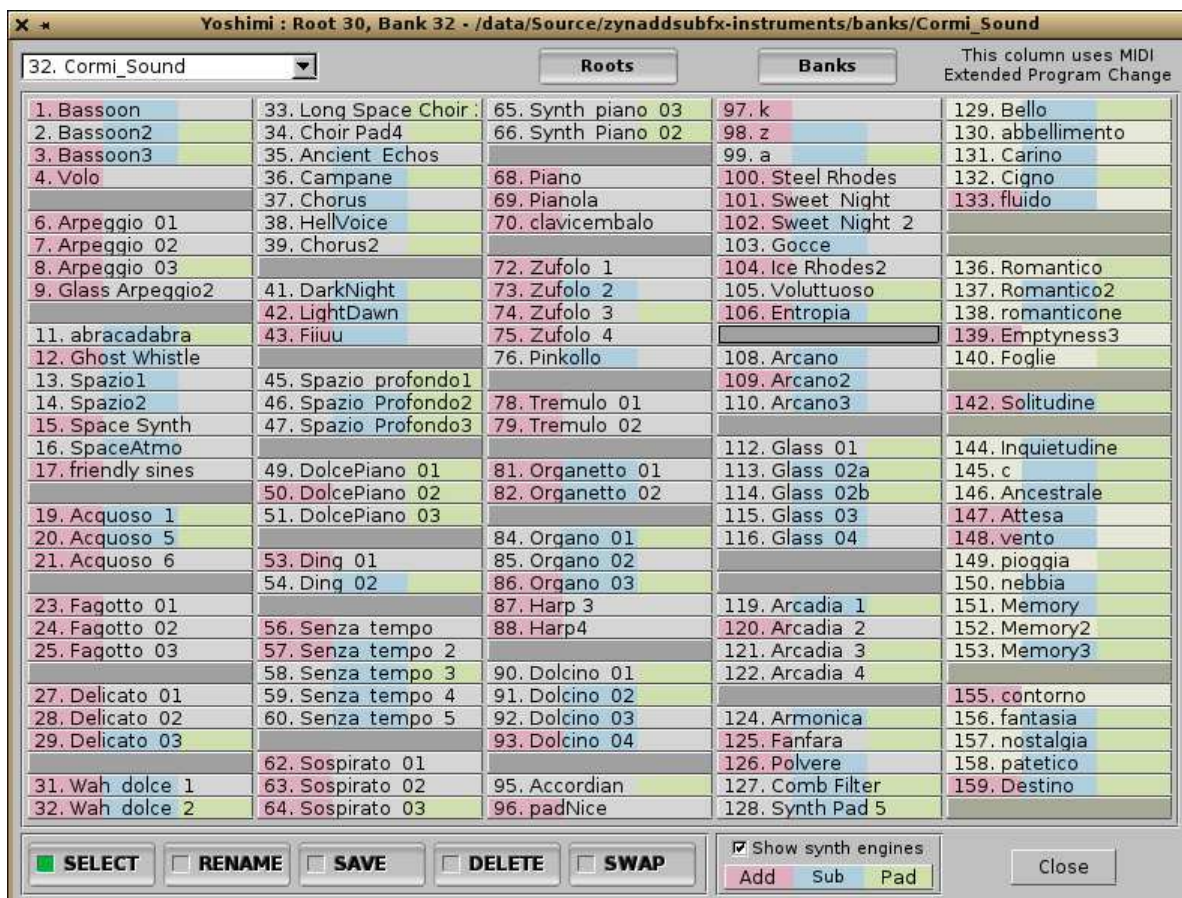 Yoshimi : Root 30, Bank 32 - /data/Source/zynaddsubfx-instruments/banks/Cormi_Sound
32. Cormi_Sound
Roots
Banks
This column uses MIDI
Extended Program Change
1. Bassoon
2. Bassoon2
3. Bassoon3
4. Volo
6. Arpeggio 01
7. Arpeggio 02
8. Arpeggio 03
9. Glass Arpeggio2
11. abracadabra
12. Ghost Whistle
13. Spazio1
14. Spazio2
15. Space Synth
16. SpaceAtmo
17. friendly sines
19. Acquoso 1
20. Acquoso 5
21. Acquoso 6
23. Fagotto 01
24. Fagotto 02
25. Fagotto 03
27. Delicato 01
28. Delicato 02
29. Delicato 03
31. Wah dolce 1
32. Wah dolce 2
33. Long Space Choir
34. Choir Pad4
35. Ancient Echos
36. Campane
37. Chorus
38. HellVoice
39. Chorus2
41. DarkNight
42. LightDawn
43. Fiiuu
45. Spazio profondo1
46. Spazio Profondo2
47. Spazio Profondo3
49. DolcePiano 01
50. DolcePiano 02
51. DolcePiano 03
53. Ding 01
54. Ding 02
56. Senza tempo
57. Senza tempo 2
58. Senza tempo 3
59. Senza tempo 4
60. Senza tempo 5
62. Sospirato 01
63. Sospirato 02
64. Sospirato 03
65. Synth piano 03
66. Synth Piano 02
68. Piano
69. Pianola
70. clavicembalo
72. Zufolo 1
73. Zufolo 2
74. Zufolo 3
75. Zufolo 4
76. Pinkollo
78. Tremulo 01
79. Tremulo 02
81. Organetto 01
82. Organetto 02
84. Organo 01
85. Organo 02
86. Organo 03
87. Harp 3
88. Harp4
90. Dolcino 01
91. Dolcino 02
92. Dolcino 03
93. Dolcino 04
95. Accordian
96. padNice
97. k
98. z
99. a
100. Steel Rhodes
101. Sweet Night
102. Sweet Night 2
103. Gocce
104. Ice Rhodes2
105. Voluttuoso
106. Entropia
108. Arcano
109. Arcano2
110. Arcano3
112. Glass 01
113. Glass 02a
114. Glass 02b
115. Glass 03
116. Glass 04
119. Arcadia 1
120. Arcadia 2
121. Arcadia 3
122. Arcadia 4
124. Armonica
125. Fanfara
126. Polvere
127. Comb Filter
128. Synth Pad 5
129. Bello
130. abbellimento
131. Carino
132. Cigno
133. fluido
136. Romantico
137. Romantico2
138. romanticone
139. Emptyness3
140. Foglie
142. Solitudine
144. Inquietudine
145. c
146. Ancestrale
147. Attesa
148. vento
149. pioggia
150. nebbia
151. Memory
152. Memory2
153. Memory3
155. contorno
156. fantasia
157. nostalgia
158. patetico
159. Destino
SELECT
RENAME
SAVE
DELETE
SWAP
Show synth engines
Add Sub Pad
Close